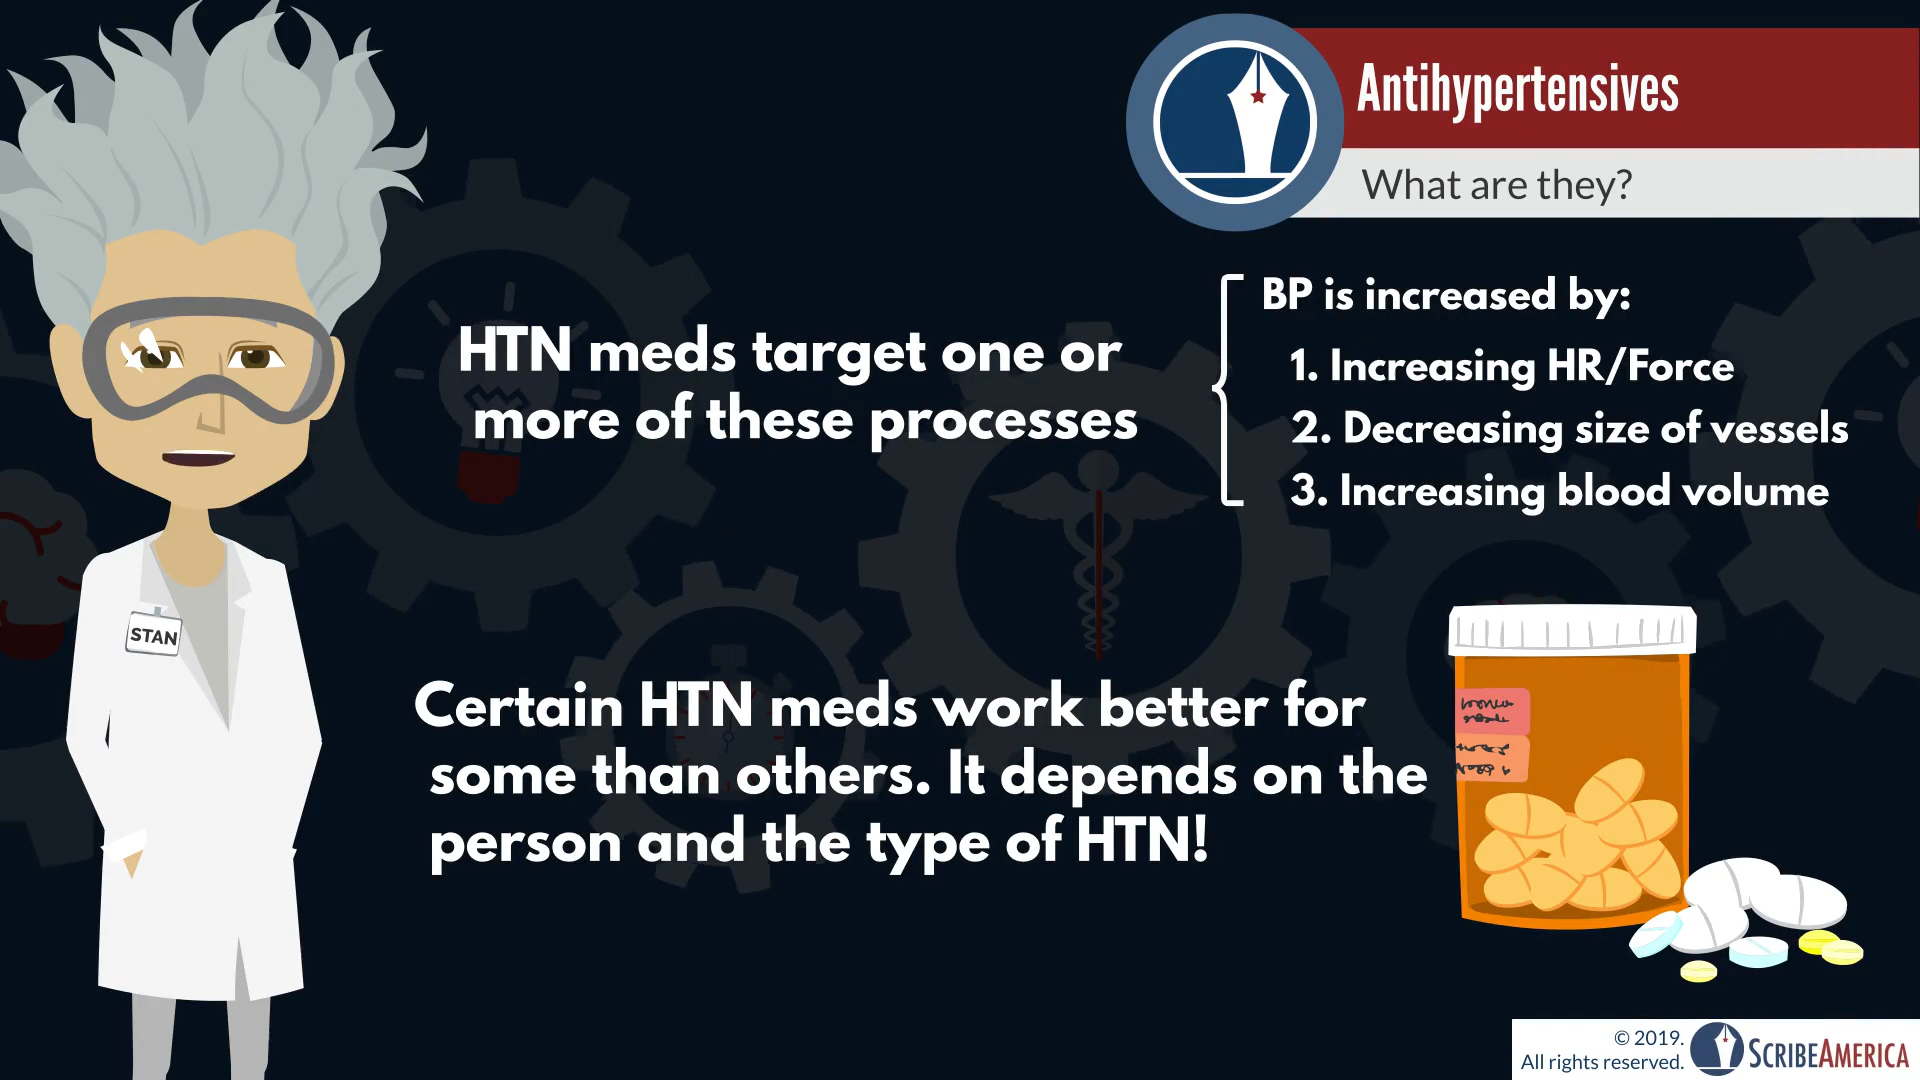 Antihypertensives
What are they?
BP is increased by:
HTN meds target one or
more of these processes
1. Increasing HR/Force
2. Decreasing size of vessels
3. Increasing blood volume
STAN
Certain HTN meds work better for
some than others. It depends on the
person and the type of HTN!
© 2019.
All rights reserved.
SCRIBEAMERICA